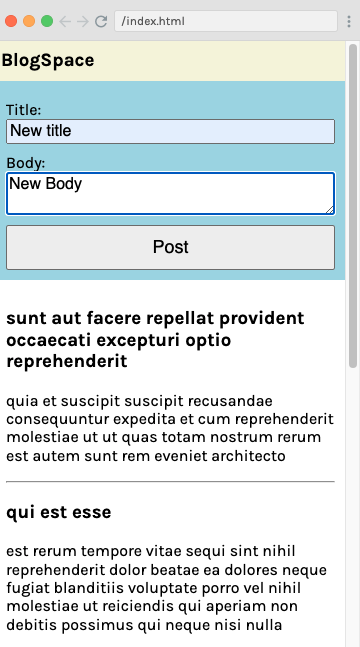 /index.html
BlogSpace
Title:
New title
Body:
New Body
Post
sunt aut facere repellat provident
occaecati excepturi optio
reprehenderit
quia et suscipit suscipit recusandae
consequuntur expedita et cum reprehenderit
molestiae ut ut quas totam nostrum rerum
est autem sunt rem eveniet architecto
qui est esse
est rerum tempore vitae sequi sint nihil
reprehenderit dolor beatae ea dolores neque
fugiat blanditiis voluptate porro vel nihil
molestiae ut reiciendis qui aperiam non
debitis possimus qui neque nisi nulla